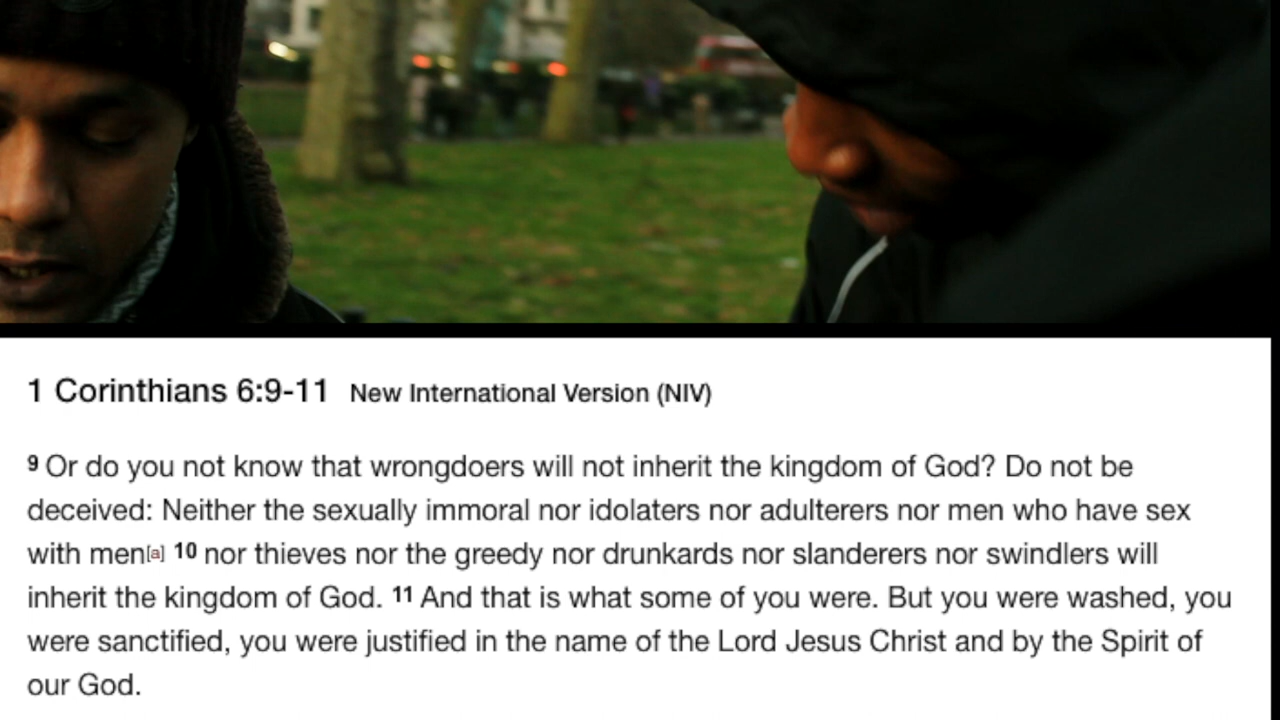 1 Corinthians 6:9-11 New International Version (NIV)
9 Or do you not know that wrongdoers will not inherit the kingdom of God? Do not be
deceived: Neither the sexually immoral nor idolaters nor adulterers nor men who have sex
with men[a] 10 nor thieves nor the greedy nor drunkards nor slanderers nor swindlers will
inherit the kingdom of God. 11 And that is what some of you were. But you were washed, you
were sanctified, you were justified in the name of the Lord Jesus Christ and by the Spirit of
our God.